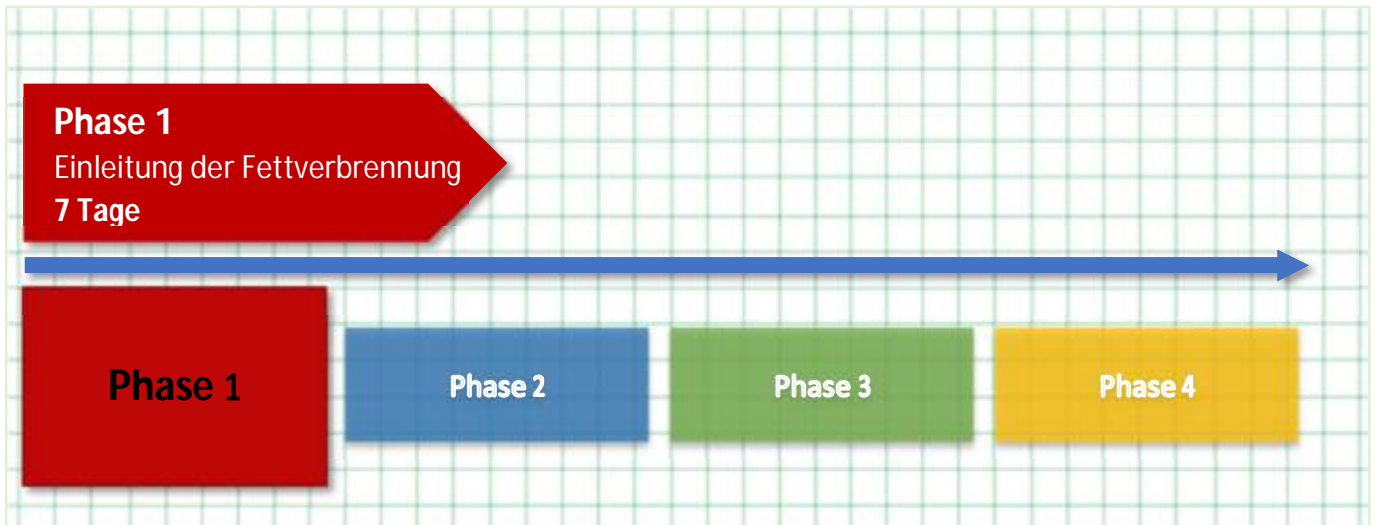 Phase 1
Einleitung der Fettverbrennung
7 Tage
Phase 1
Phase 2
Phase 3
Phase 4